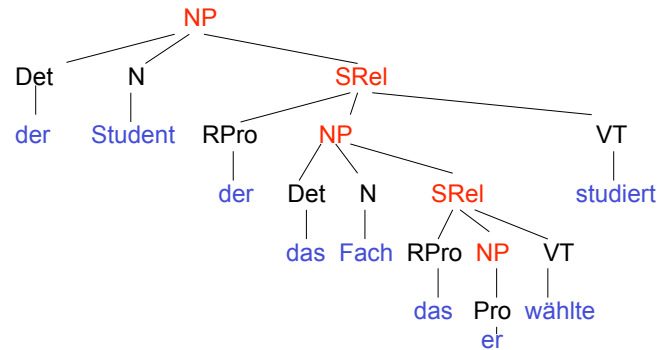 NP
Det N SRel
der Student RPro NP VT
der Det N SRel studiert
das Fach RPro NP VT
das Pro wählte
er